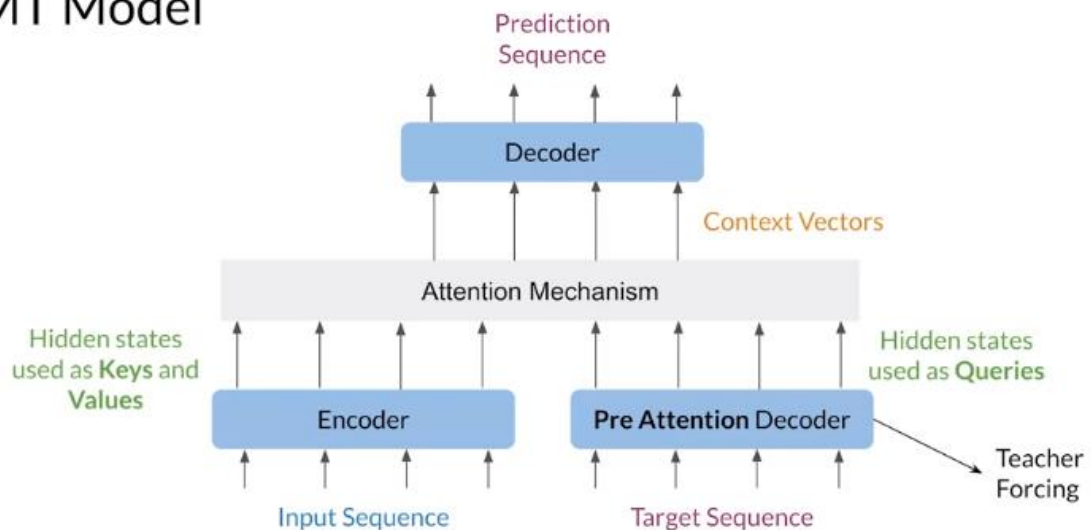 MT Model
Prediction
Sequence
Decoder
Context Vectors
Attention Mechanism
Hidden states
used as Keys and
Values
Hidden states
used as Queries
Encoder
Pre Attention Decoder
Teacher
Forcing
Input Sequence
Target Sequence